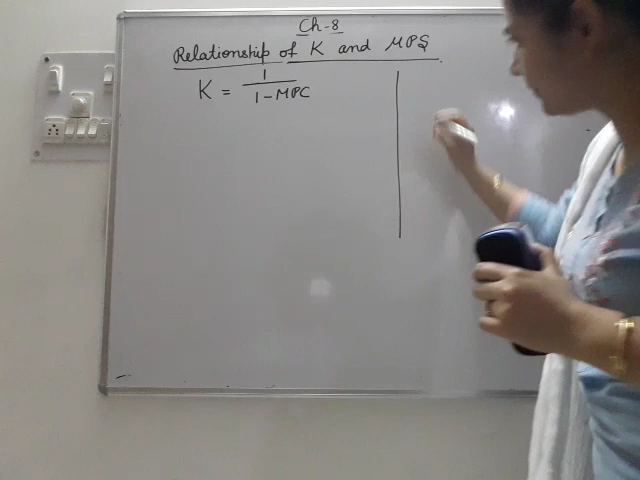 Ch-8
Relationship of K and MPS.
K = 1 / 1 - MPC